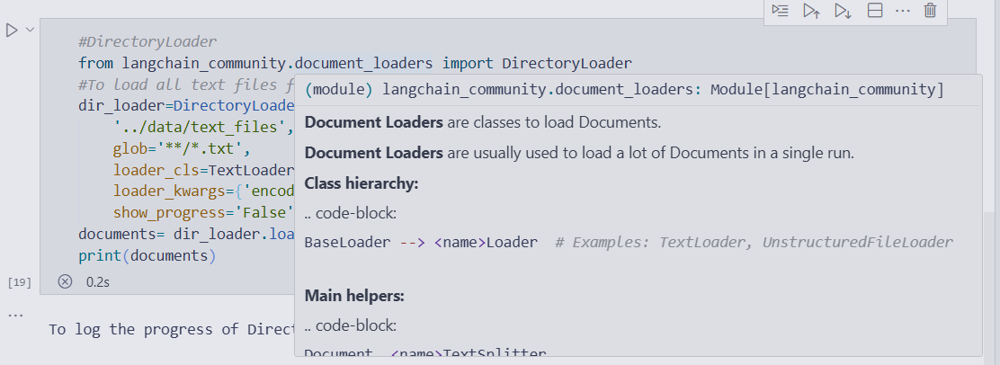 #DirectoryLoader
from langchain_community.document_loaders import DirectoryLoader
#To load all text files f
dir_loader=DirectoryLoade
'../data/text_files',
glob='**/*.txt',
loader_cls=TextLoader
loader_kwargs={'encod
show_progress='False'
documents= dir_loader.loa
print(documents)
[19]
0.2s
...
To log the progress of Direct
(module) langchain_community.document_loaders: Module[langchain_community]
Document Loaders are classes to load Documents.
Document Loaders are usually used to load a lot of Documents in a single run.
Class hierarchy:
.. code-block:
BaseLoader --> <name>Loader  # Examples: TextLoader, UnstructuredFileLoader
Main helpers:
.. code-block:
Document, <name>TextSplitter